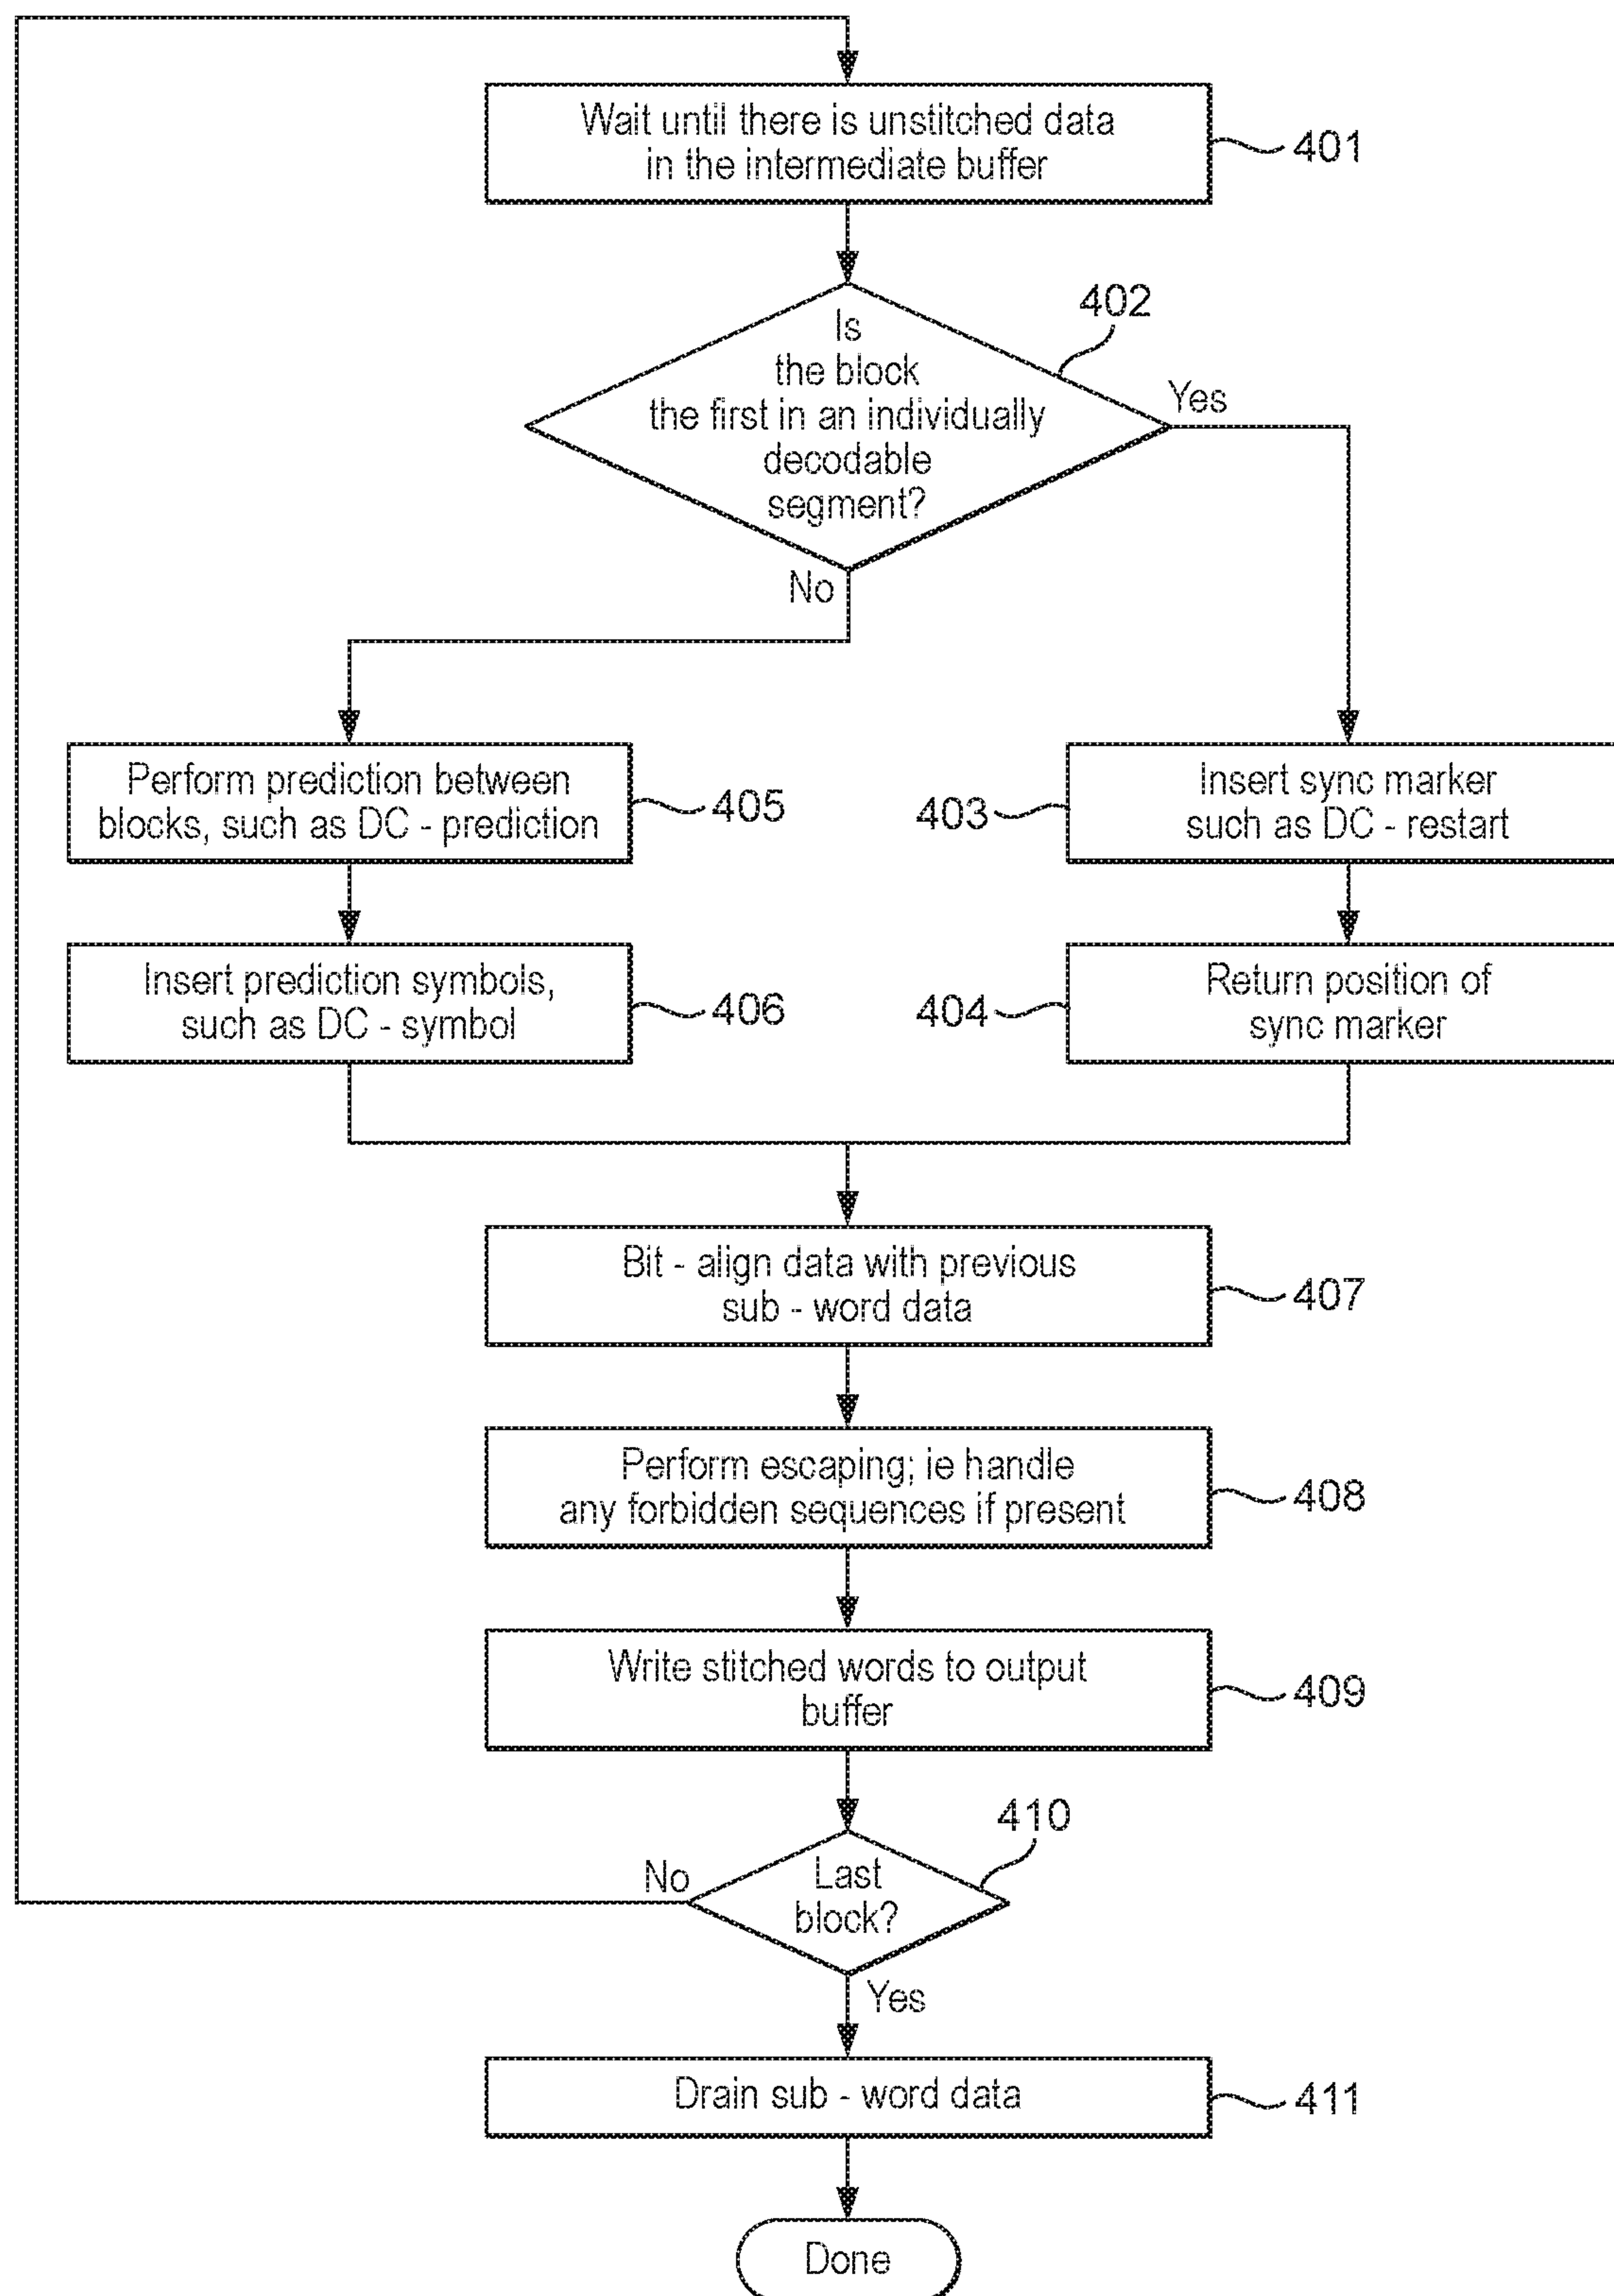 Wait until there is unstitched data
in the intermediate buffer
401
402
Is
the block
the first in an individually
decodable
segment?
Yes
No
Perform prediction between
blocks, such as DC - prediction
405
403
Insert sync marker
such as DC - restart
Insert prediction symbols,
such as DC - symbol
406
404
Return position of
sync marker
Bit - align data with previous
sub - word data
407
Perform escaping; ie handle
any forbidden sequences if present
408
Write stitched words to output
buffer
409
410
No
Last
block?
Yes
Drain sub - word data
411
Done